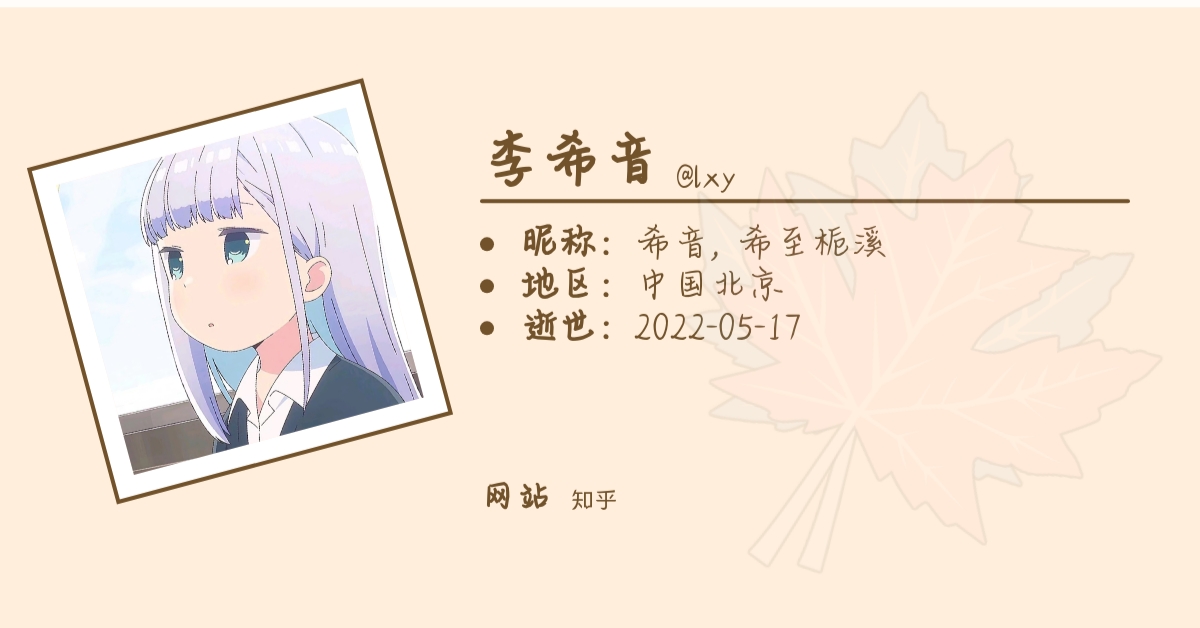 李希音 @lxy
昵称：希音, 希至栀溪
地区：中国北京
逝世：2022-05-17
网站 知乎